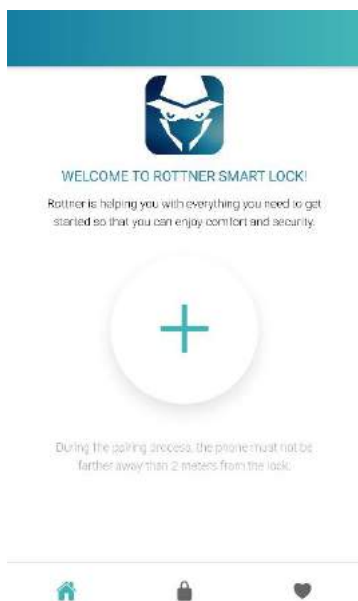 WELCOME TO ROTTNER SMART LOCK!
Rottner is helping you with everything you need to get
started so that you can enjoy comfort and security.
During the pairing process, the phone must not be
farther away than 2 meters from the lock.